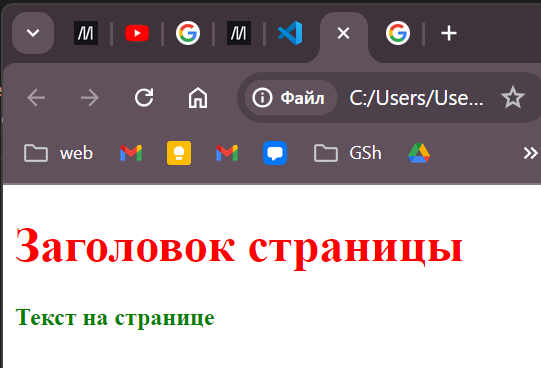 Файл C:/Users/Use...
web GSh
Заголовок страницы
Текст на странице